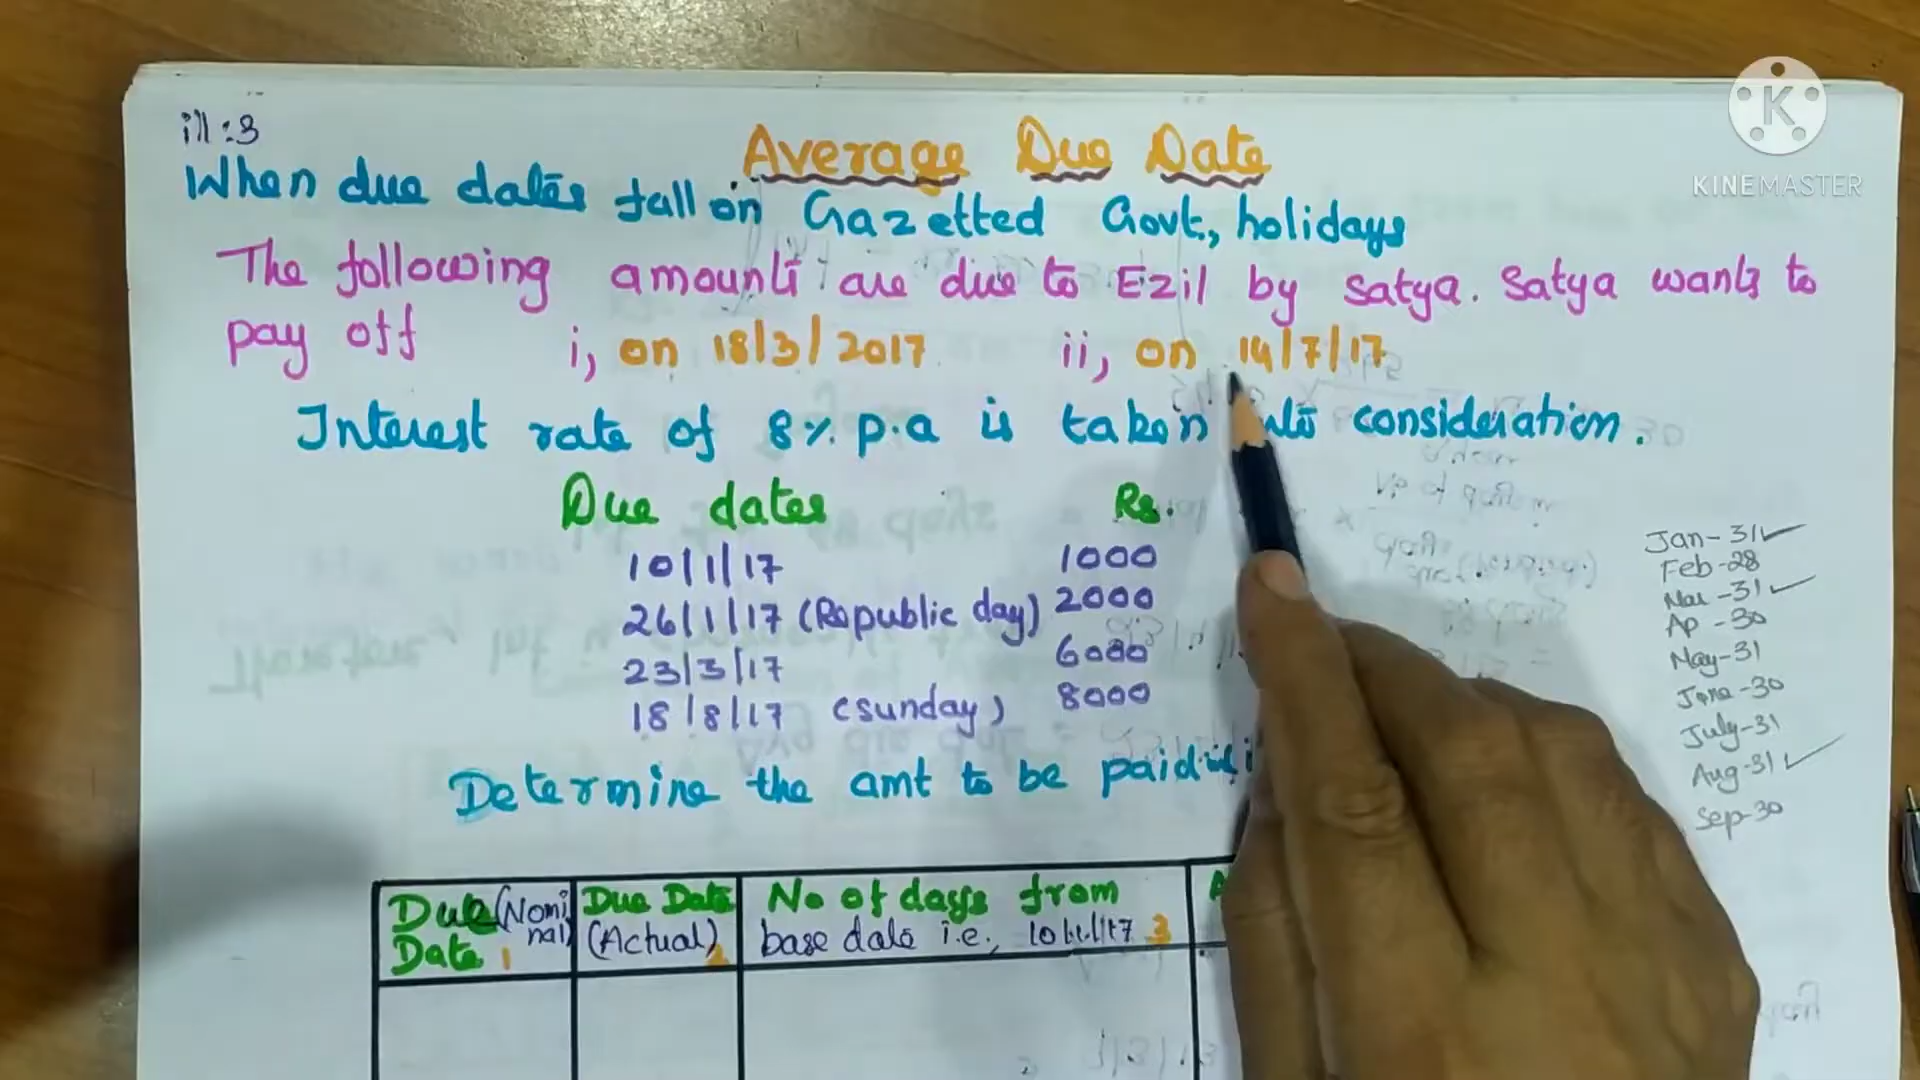 ill:3
Average Due Date
When due dates fall on Gazetted Govt., holidays
The following amounts are due to Ezil by Satya. Satya wants to
pay off i, on 18/3/2017 ii, on 14/7/17
Interest rate of 8% p.a is taken into consideration.
Due dates Rs.
10/1/17 1000
26/1/17 (Republic day) 2000
23/3/17 6000
18/8/17 (Sunday) 8000
Determine the amt to be paid
Jan-31✓
Feb-28
Mar-31✓
Ap-30
May-31
June-30
July-31
Aug-31✓
Sep-30
Due (Nominal) Date 1
Due Date (Actual) 2
No of days from
base date i.e., 10/1/17 3
KINEMASTER